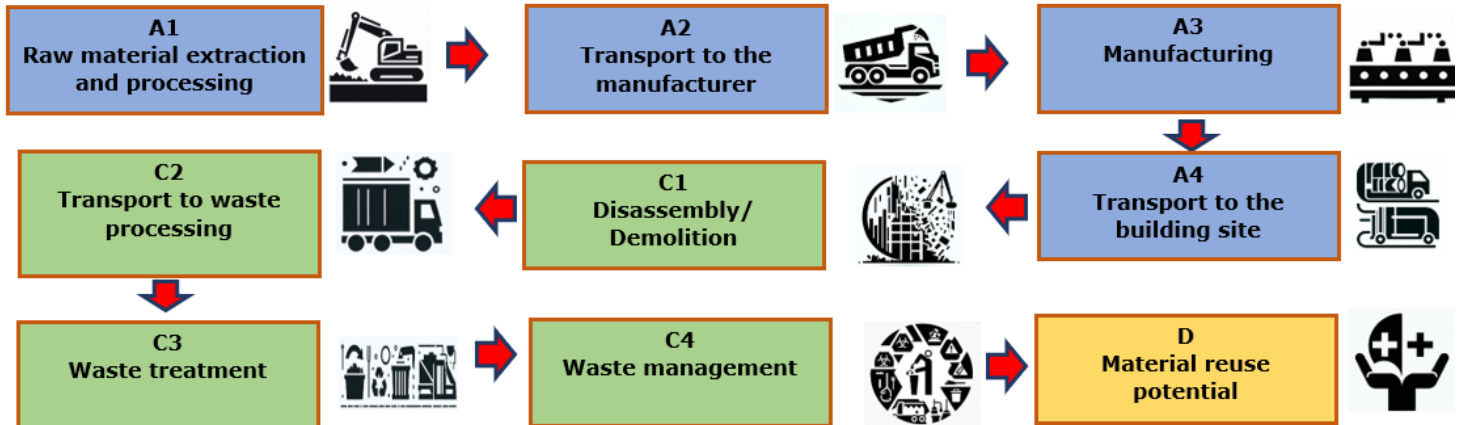 A1
Raw material extraction
and processing
A2
Transport to the
manufacturer
A3
Manufacturing
C2
Transport to waste
processing
C1
Disassembly/
Demolition
A4
Transport to the
building site
C3
Waste treatment
C4
Waste management
D
Material reuse
potential